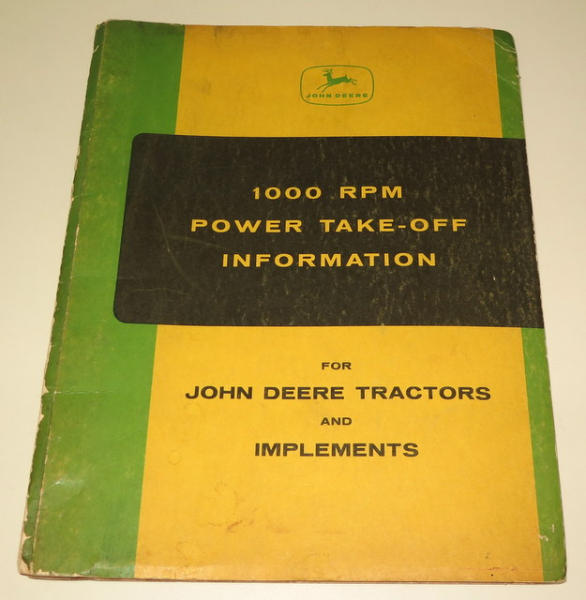 JOHN DEERE
1000 RPM
POWER TAKE-OFF
INFORMATION
FOR
JOHN DEERE TRACTORS
AND
IMPLEMENTS